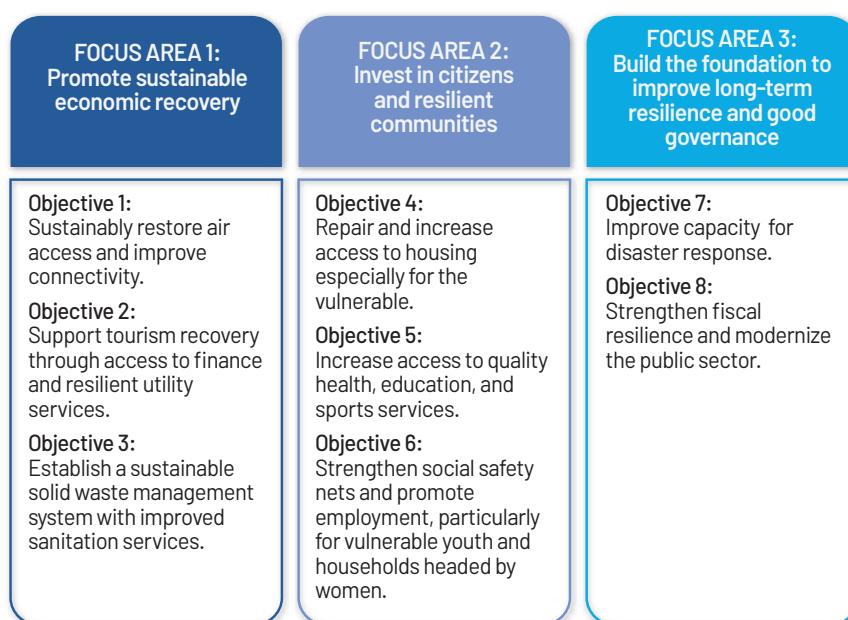 FOCUS AREA 1:
Promote sustainable
economic recovery
Objective 1:
Sustainably restore air
access and improve
connectivity.
Objective 2:
Support tourism recovery
through access to finance
and resilient utility
services.
Objective 3:
Establish a sustainable
solid waste management
system with improved
sanitation services.
FOCUS AREA 2:
Invest in citizens
and resilient
communities
Objective 4:
Repair and increase
access to housing
especially for the
vulnerable.
Objective 5:
Increase access to quality
health, education, and
sports services.
Objective 6:
Strengthen social safety
nets and promote
employment, particularly
for vulnerable youth and
households headed by
women.
FOCUS AREA 3:
Build the foundation to
improve long-term
resilience and good
governance
Objective 7:
Improve capacity for
disaster response.
Objective 8:
Strengthen fiscal
resilience and modernize
the public sector.